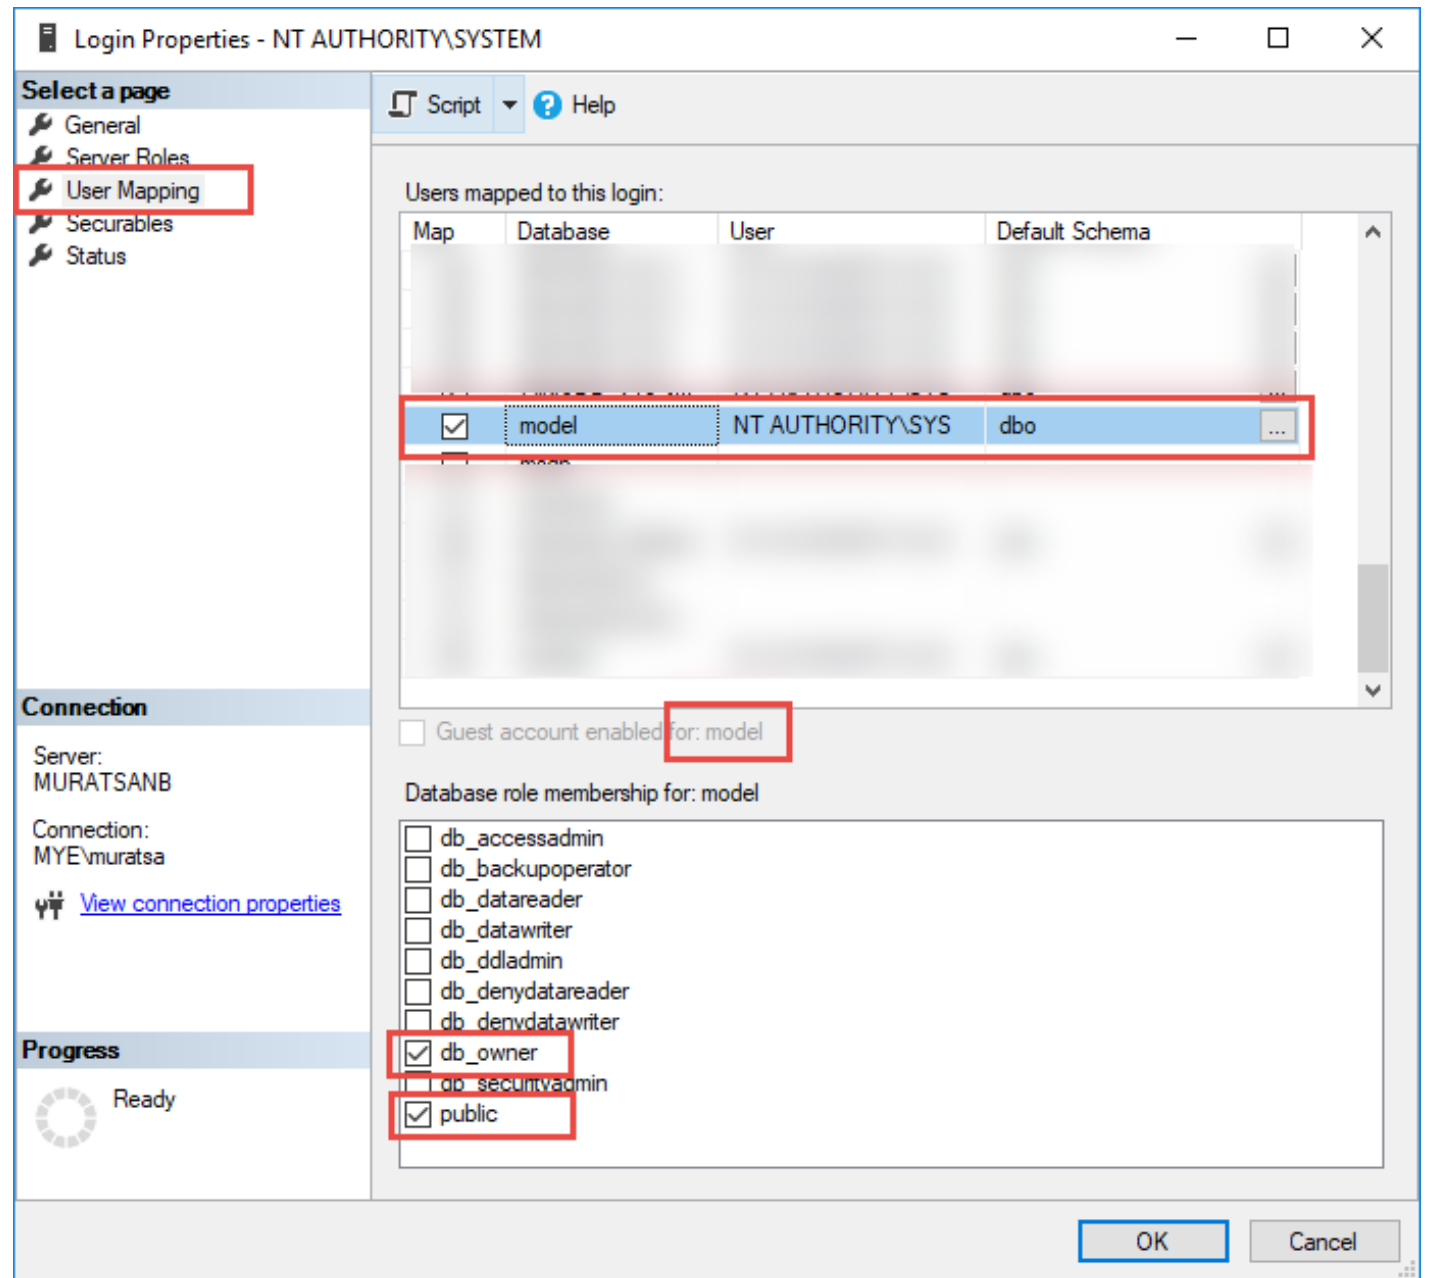 Login Properties - NT AUTHORITY\SYSTEM
Select a page
General
Server Roles
User Mapping
Securables
Status
Script
Help
Users mapped to this login:
Map Database User Default Schema
model NT AUTHORITY\SYS dbo ...
Guest account enabled for: model
Database role membership for: model
db_accessadmin
db_backupoperator
db_datareader
db_datawriter
db_ddladmin
db_denydatareader
db_denydatawriter
db_owner
db_securityadmin
public
Connection
Server:
MURATSANB
Connection:
MYE\muratsa
View connection properties
Progress
Ready
OK Cancel